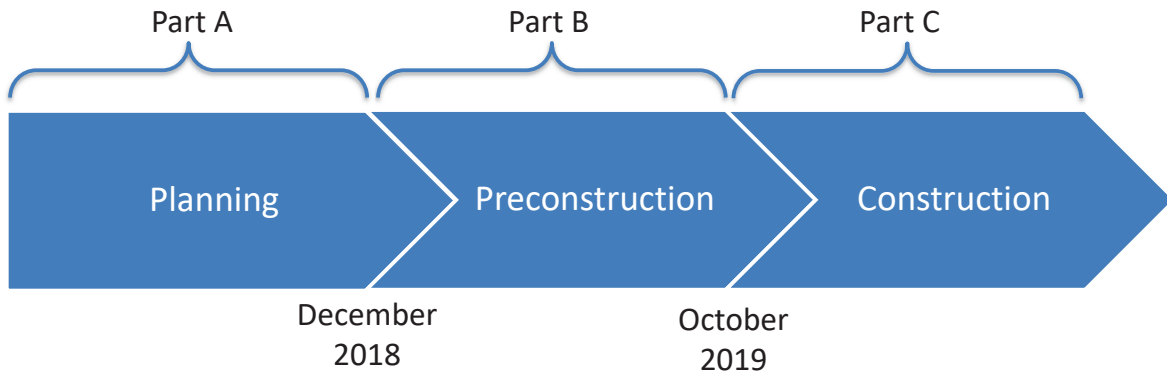 Part A
Part B
Part C
Planning
Preconstruction
Construction
December
2018
October
2019